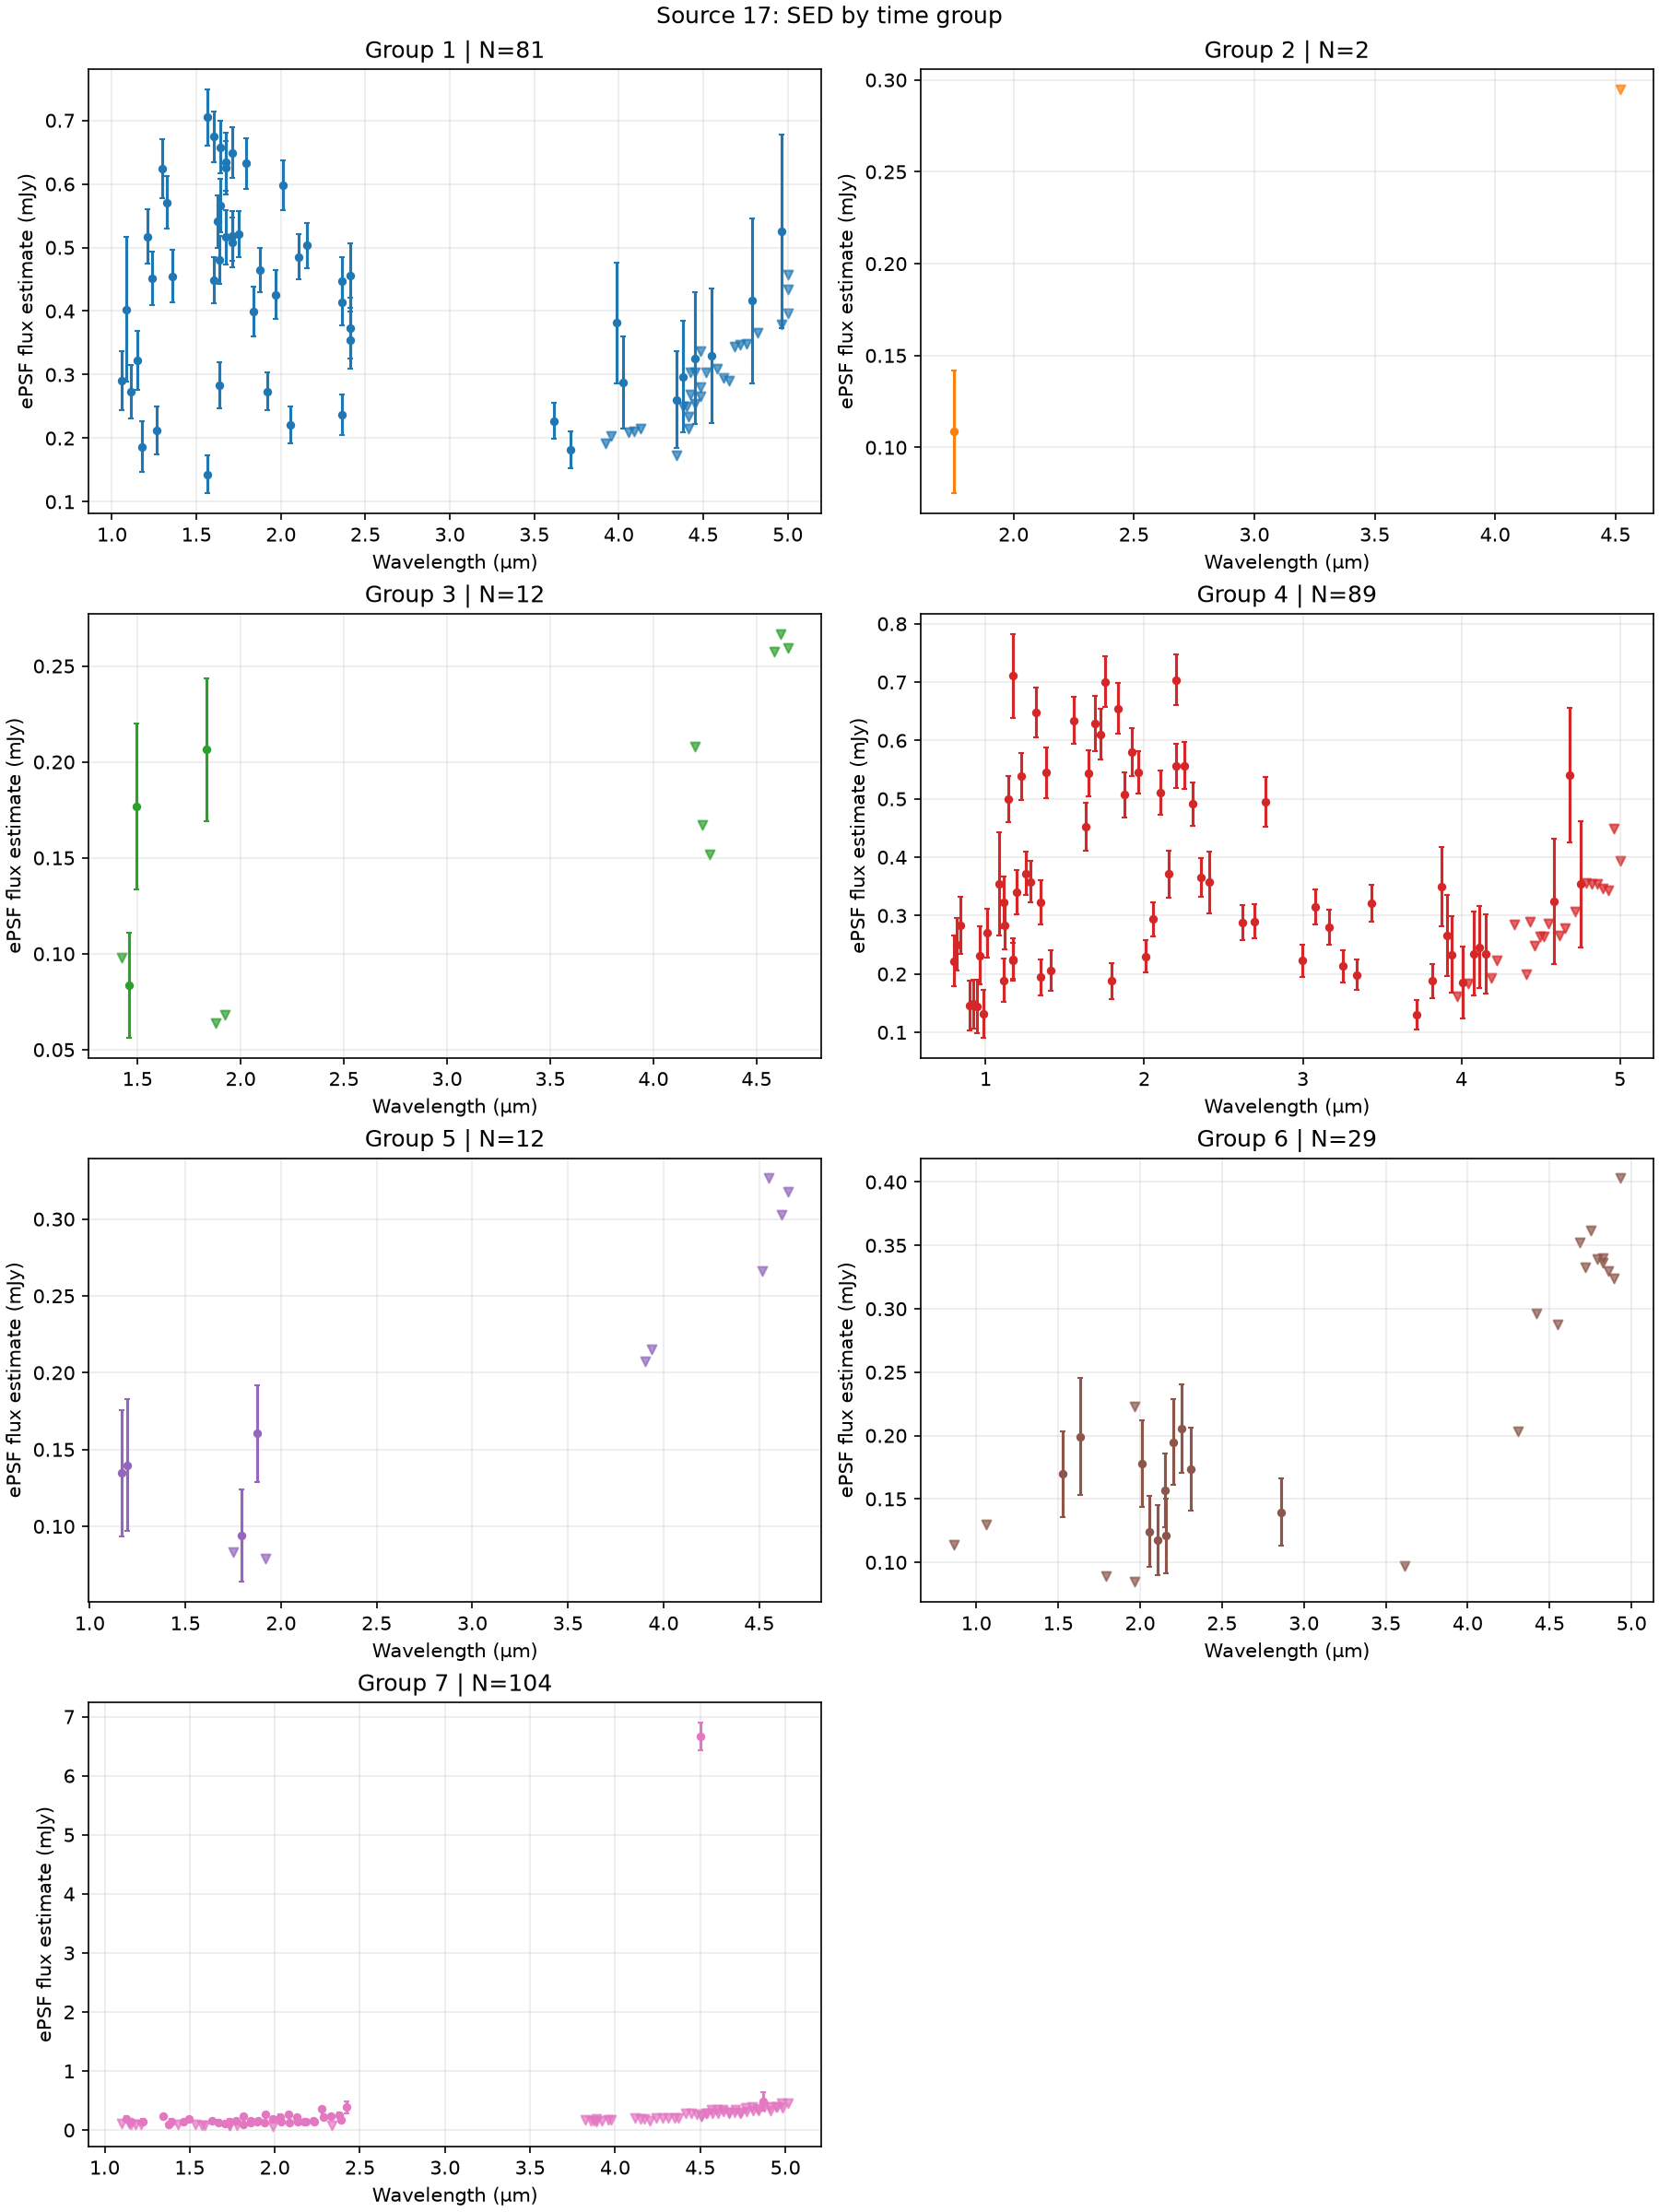 Source 17: SED by time group
Group 1 | N=81
ePSF flux estimate (mJy)
0.7
0.6
0.5
0.4
0.3
0.2
0.1
1.0 1.5 2.0 2.5 3.0 3.5 4.0 4.5 5.0
Wavelength (µm)
Group 2 | N=2
ePSF flux estimate (mJy)
0.30
0.25
0.20
0.15
0.10
2.0 2.5 3.0 3.5 4.0 4.5
Wavelength (µm)
Group 3 | N=12
ePSF flux estimate (mJy)
0.25
0.20
0.15
0.10
0.05
1.5 2.0 2.5 3.0 3.5 4.0 4.5
Wavelength (µm)
Group 4 | N=89
ePSF flux estimate (mJy)
0.8
0.7
0.6
0.5
0.4
0.3
0.2
0.1
1 2 3 4 5
Wavelength (µm)
Group 5 | N=12
ePSF flux estimate (mJy)
0.30
0.25
0.20
0.15
0.10
1.0 1.5 2.0 2.5 3.0 3.5 4.0 4.5
Wavelength (µm)
Group 6 | N=29
ePSF flux estimate (mJy)
0.40
0.35
0.30
0.25
0.20
0.15
0.10
1.0 1.5 2.0 2.5 3.0 3.5 4.0 4.5 5.0
Wavelength (µm)
Group 7 | N=104
ePSF flux estimate (mJy)
7
6
5
4
3
2
1
0
1.0 1.5 2.0 2.5 3.0 3.5 4.0 4.5 5.0
Wavelength (µm)